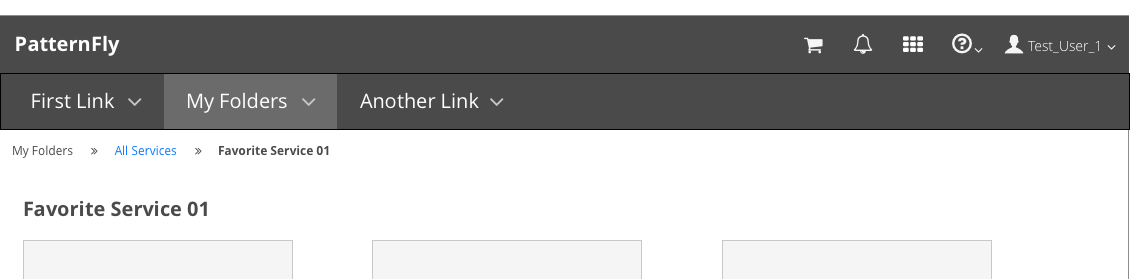 PatternFly
Test_User_1
First Link My Folders Another Link
My Folders » All Services » Favorite Service 01
Favorite Service 01